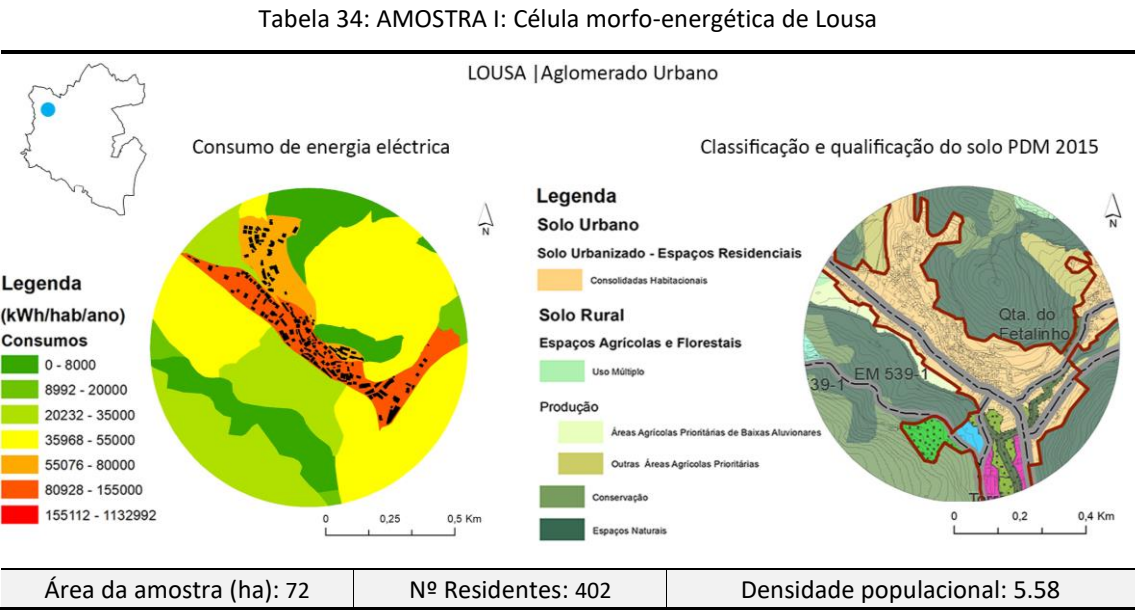 Tabela 34: AMOSTRA I: Célula morfo-energética de Lousa
LOUSA |Aglomerado Urbano
Consumo de energia eléctrica
N
Legenda
(kWh/hab/ano)
Consumos
0 - 8000
8992 - 20000
20232 - 35000
35968 - 55000
55076 - 80000
80928 - 155000
155112 - 1132992
0 0,25 0,5 Km
Classificação e qualificação do solo PDM 2015
Legenda
Solo Urbano
Solo Urbanizado - Espaços Residenciais
Consolidadas Habitacionais
Solo Rural
Espaços Agrícolas e Florestais
Uso Múltiplo
Produção
Áreas Agrícolas Prioritárias de Baixas Aluvionares
Outras Áreas Agrícolas Prioritárias
Conservação
Espaços Naturais
N
Qta. do
Fetalinho
EM 539-1
39-1
0 0,2 0,4 Km
Área da amostra (ha): 72 Nº Residentes: 402 Densidade populacional: 5.58